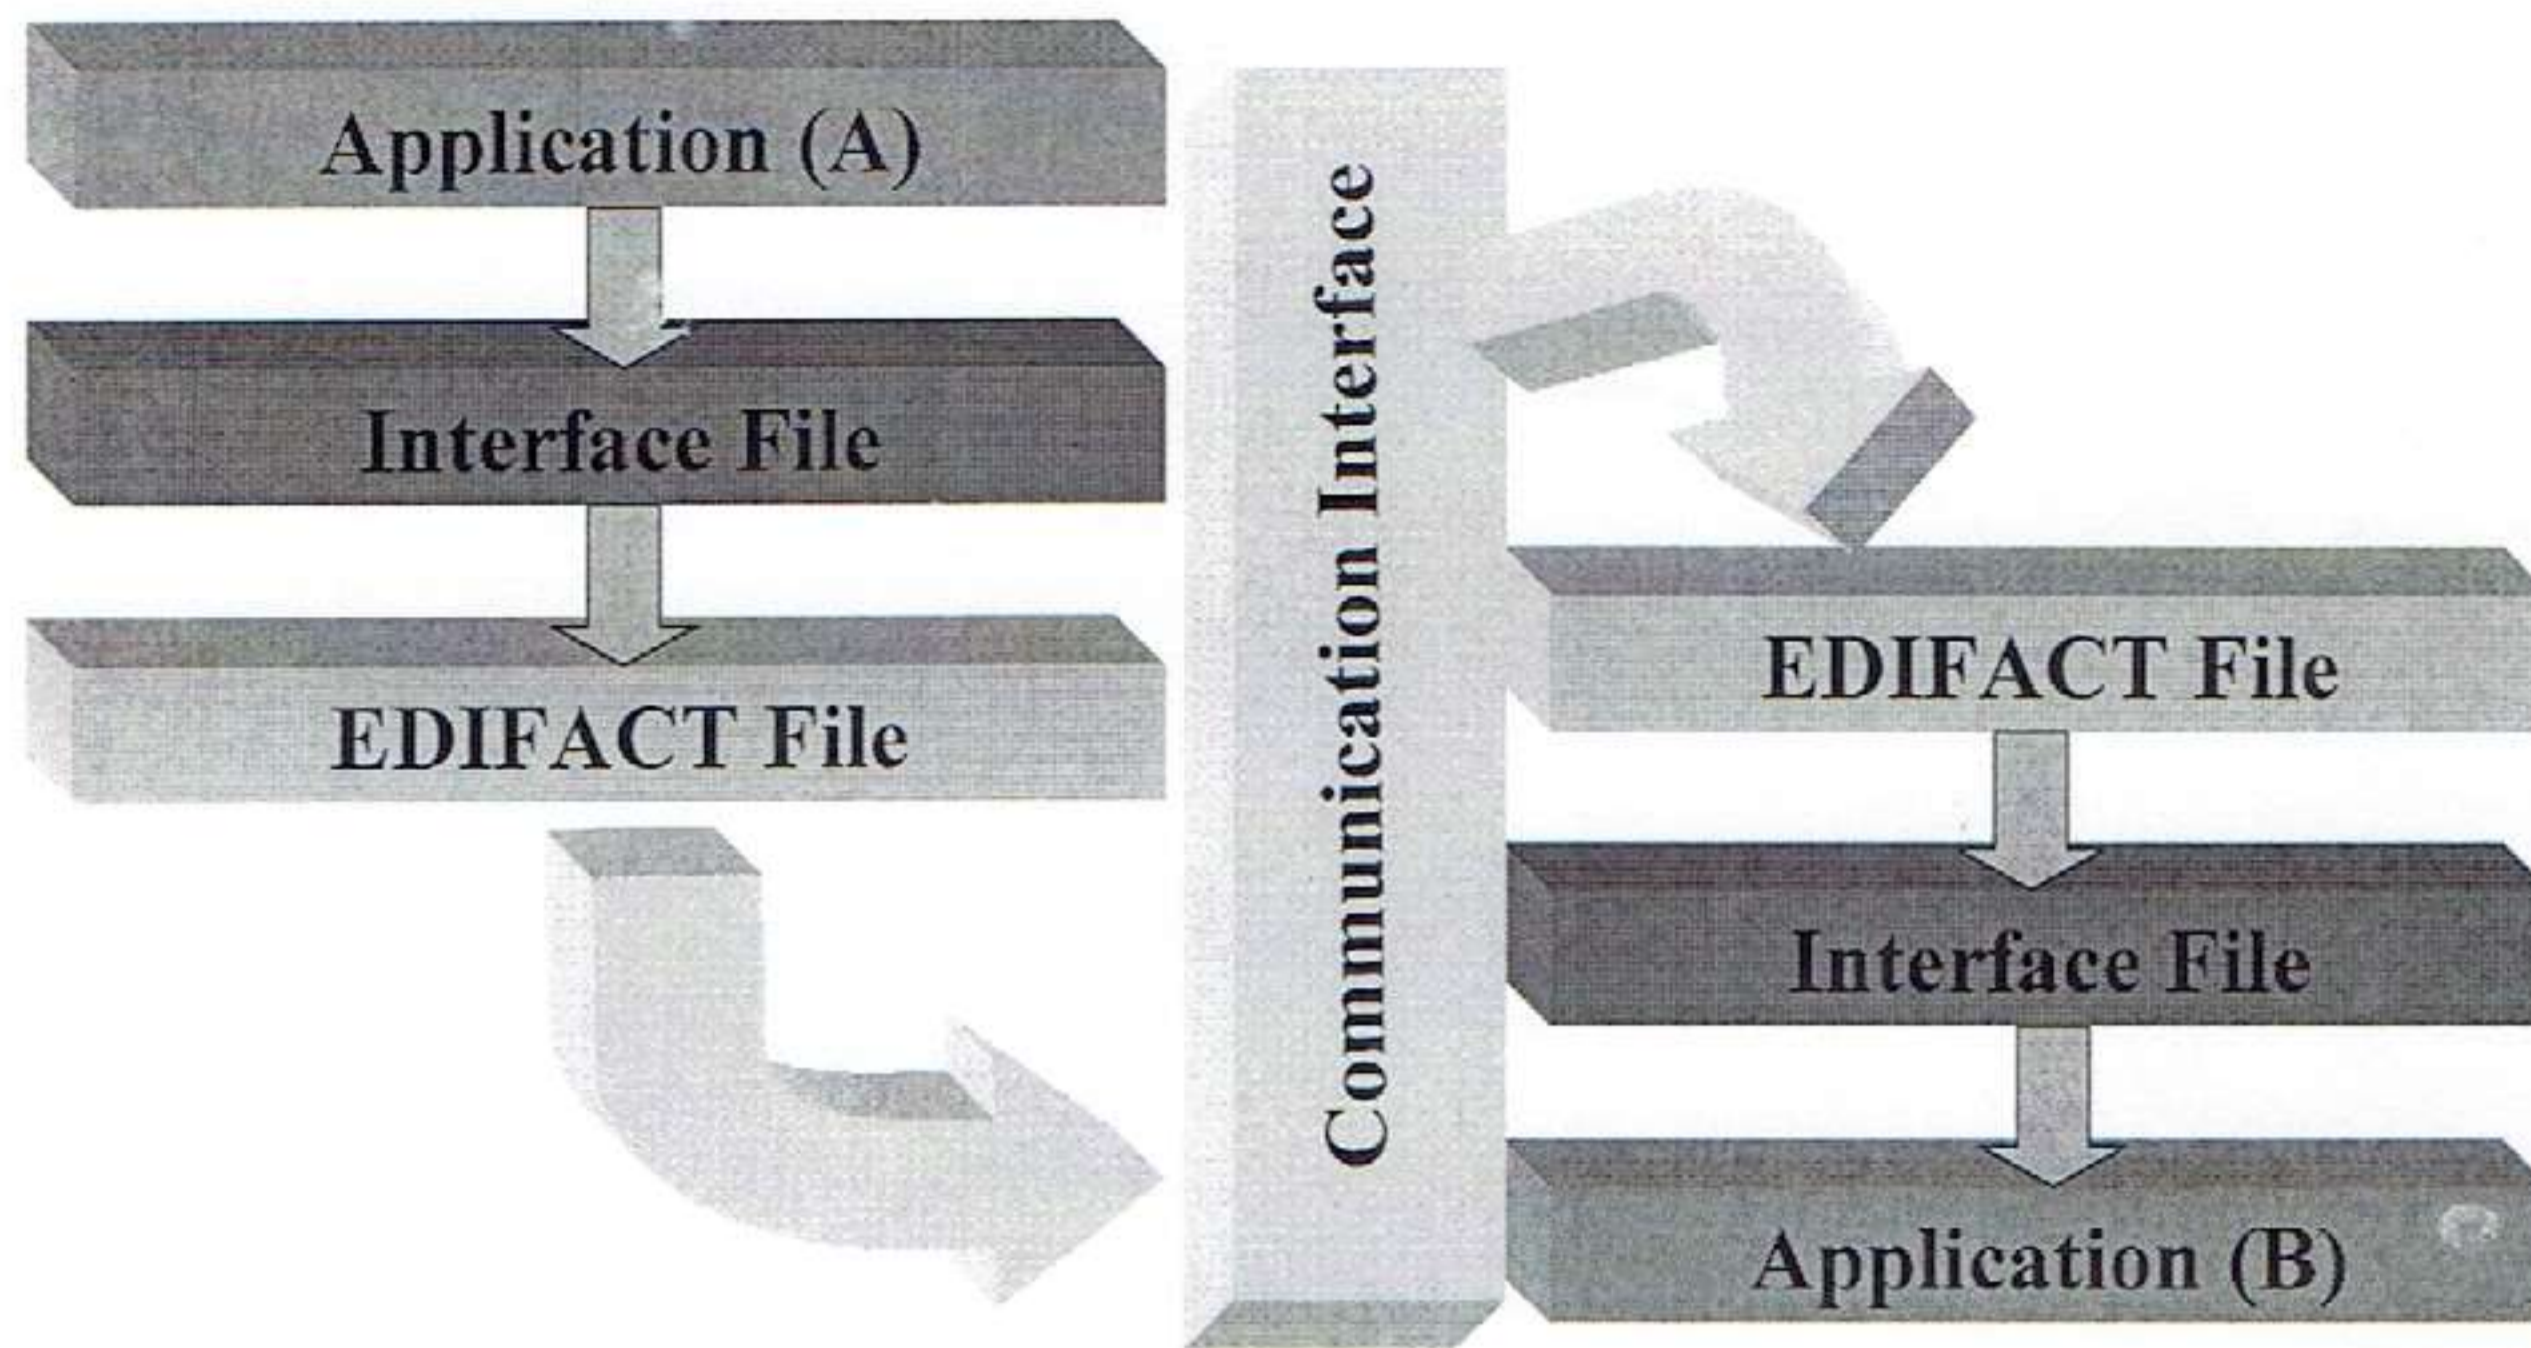 Application (A)
Interface File
EDIFACT File
Communication Interface
EDIFACT File
Interface File
Application (B)